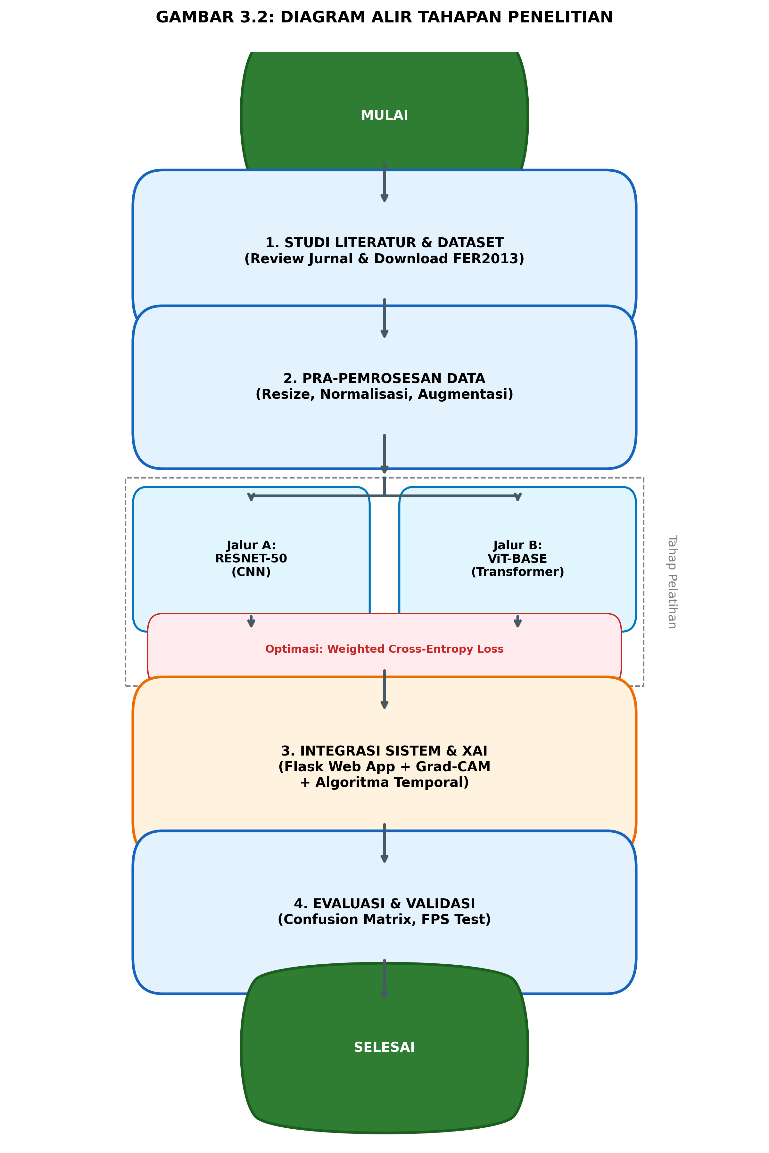 GAMBAR 3.2: DIAGRAM ALIR TAHAPAN PENELITIAN
MULAI
1. STUDI LITERATUR & DATASET
(Review Jurnal & Download FER2013)
2. PRA-PEMROSESAN DATA
(Resize, Normalisasi, Augmentasi)
Jalur A:
RESNET-50
(CNN)
Jalur B:
ViT-BASE
(Transformer)
Tahap Pelatihan
Optimasi: Weighted Cross-Entropy Loss
3. INTEGRASI SISTEM & XAI
(Flask Web App + Grad-CAM
+ Algoritma Temporal)
4. EVALUASI & VALIDASI
(Confusion Matrix, FPS Test)
SELESAI